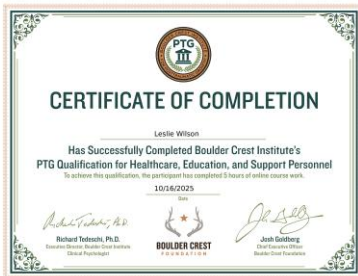 PTG
CERTIFICATE OF COMPLETION
Leslie Wilson
Has Successfully Completed Boulder Crest Institute's
PTG Qualification for Healthcare, Education, and Support Personnel
To achieve this qualification, the participant has completed 5 hours of online course work.
10/16/2025
Date
Richard Tedeschi, Ph.D.
Executive Director, Boulder Crest Institute
Clinical Psychologist
BOULDER CREST
FOUNDATION
Josh Goldberg
Chief Executive Officer
Boulder Crest Foundation